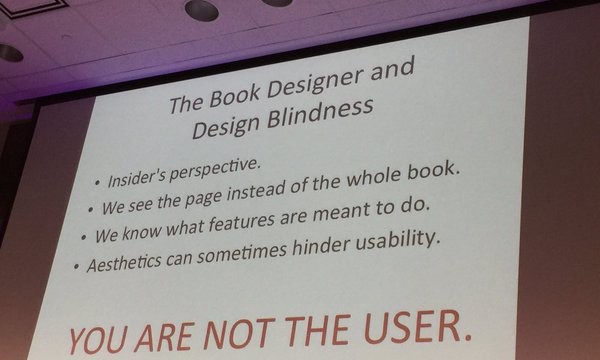 The Book Designer and
Design Blindness
• Insider's perspective.
• We see the page instead of the whole book.
• We know what features are meant to do.
• Aesthetics can sometimes hinder usability.
YOU ARE NOT THE USER.